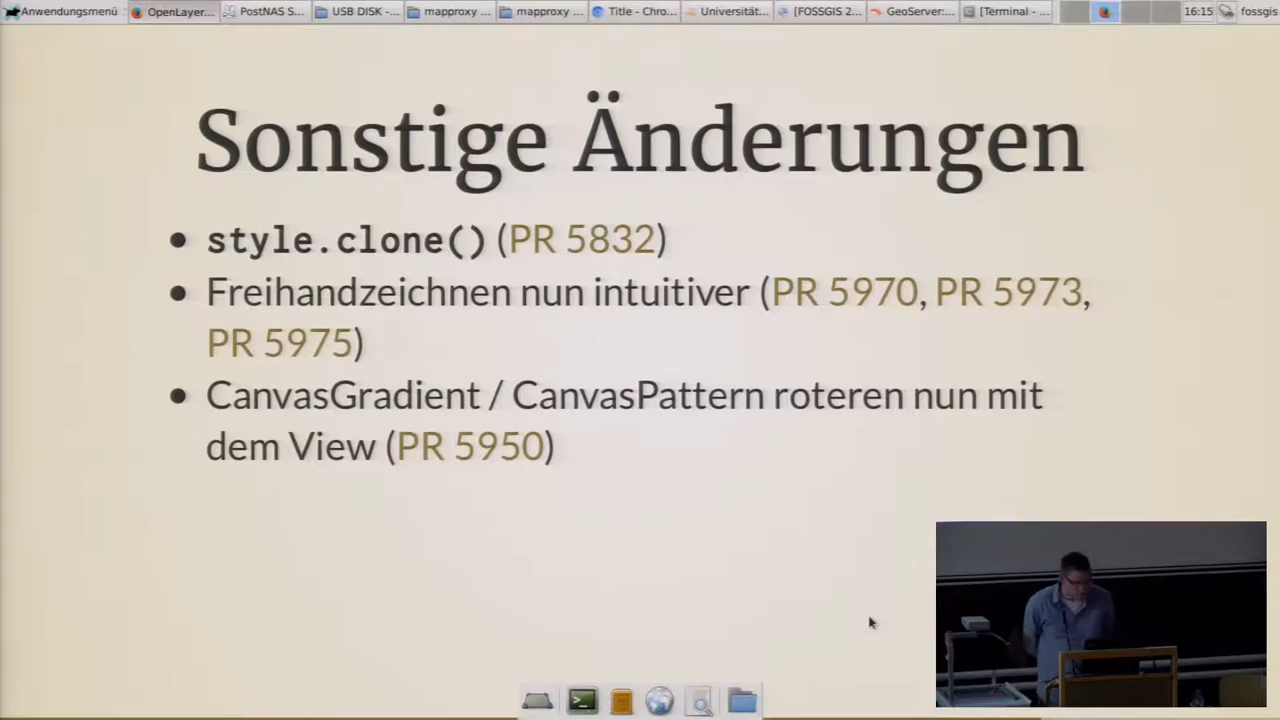 Anwendungsmenü
OpenLayer...
PostNAS S...
USB DISK -...
mapproxy ...
mapproxy ...
Title - Chro...
Universität...
[FOSSGIS 2...
GeoServer:...
[Terminal - ...
16:15
fossgis
Sonstige Änderungen
style.clone() (PR 5832)
Freihandzeichnen nun intuitiver (PR 5970, PR 5973,
PR 5975)
CanvasGradient / CanvasPattern roteren nun mit
dem View (PR 5950)